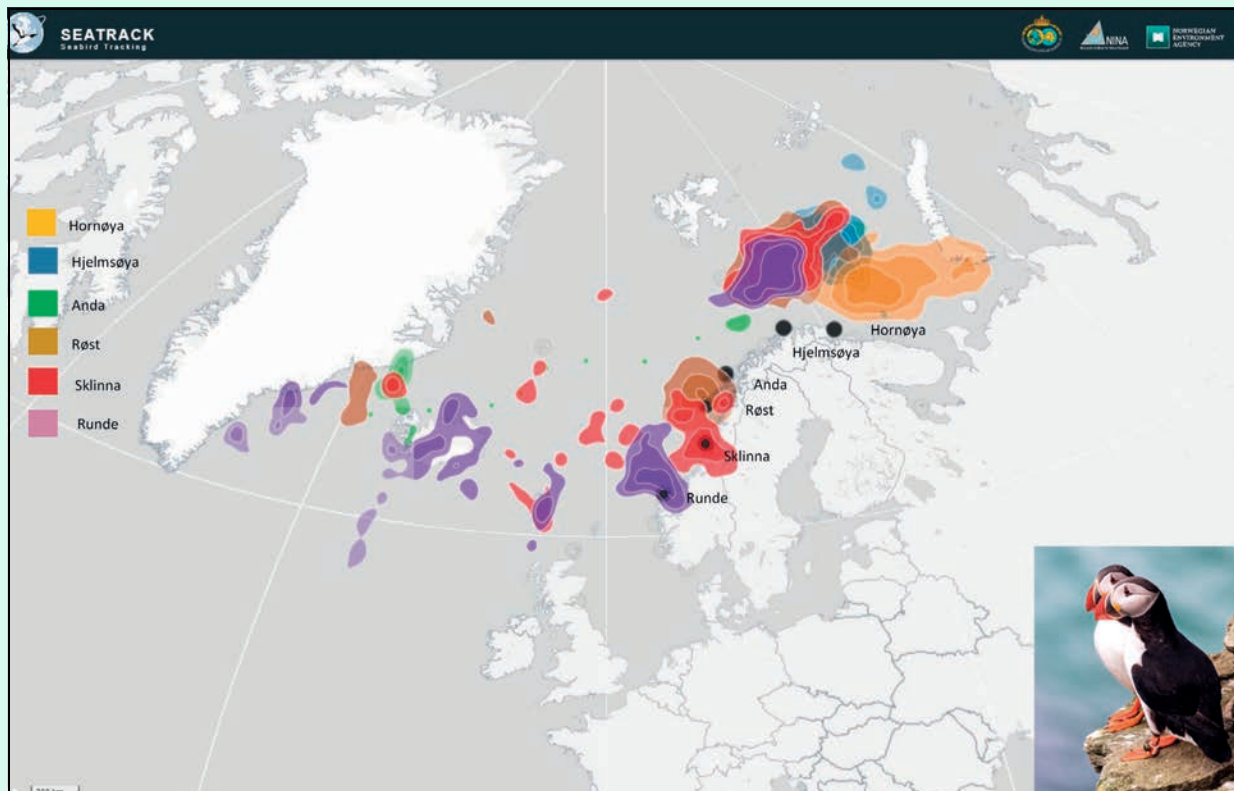 SEATRACK
Seabird Tracking
NINA
NORWEGIAN
ENVIRONMENT
AGENCY
Hornøya
Hjelmsøya
Anda
Røst
Sklinna
Runde
Hornøya
Hjelmsøya
Anda
Røst
Sklinna
Runde